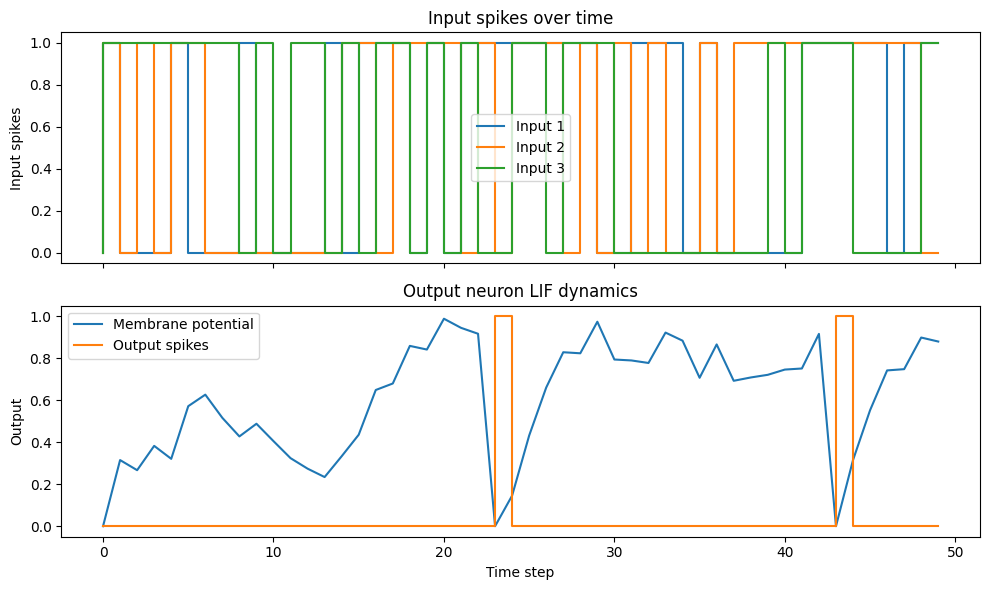 Input spikes over time
1.0
0.8
0.6
0.4
0.2
0.0
Input spikes
Input 1
Input 2
Input 3
Output neuron LIF dynamics
1.0
0.8
0.6
0.4
0.2
0.0
Output
Membrane potential
Output spikes
0
10
20
30
40
50
Time step